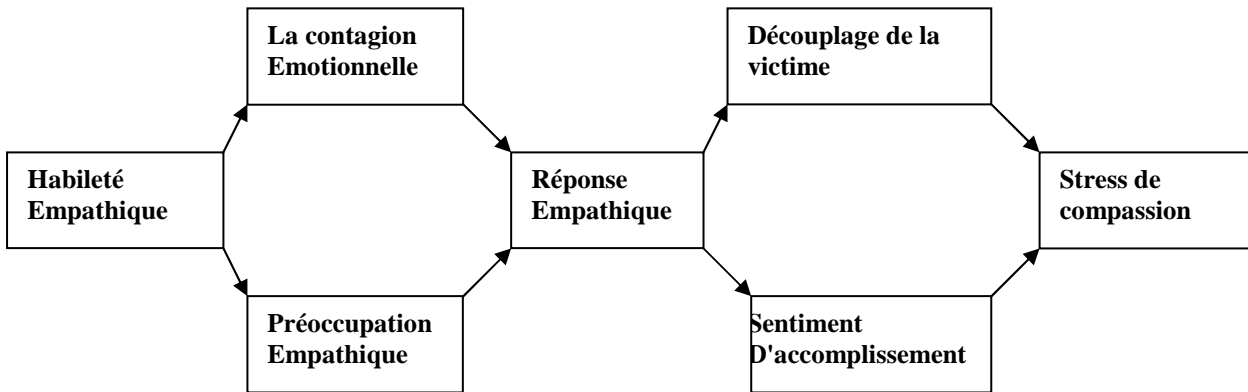 La contagion
Emotionnelle
Découplage de la
victime
Habileté
Empathique
Réponse
Empathique
Stress de
compassion
Préoccupation
Empathique
Sentiment
D'accomplissement